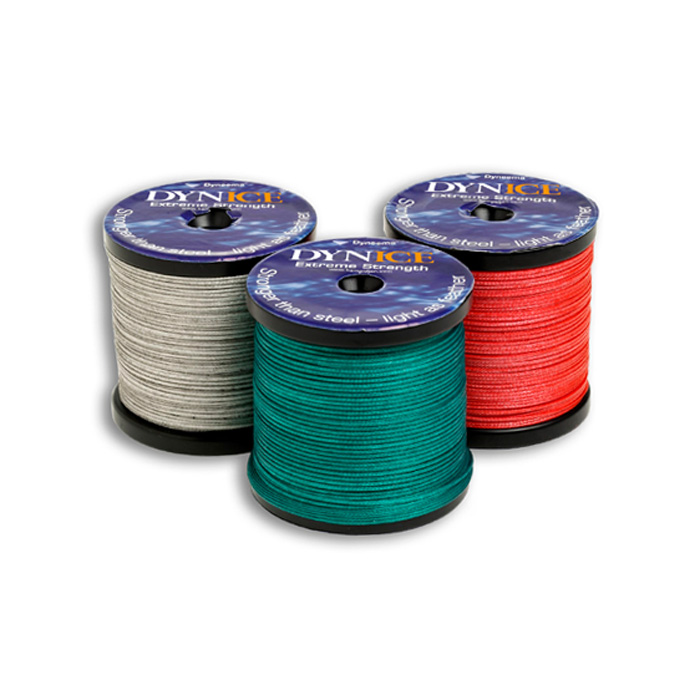 Dyneema
DYNICE
Extreme Strength
Stronger than steel – light as feather
Dyneema
DYNICE
Extreme Strength
Stronger than steel – light as feather
Dyneema
DYNICE
Extreme Strength
Stronger than steel – light as feather